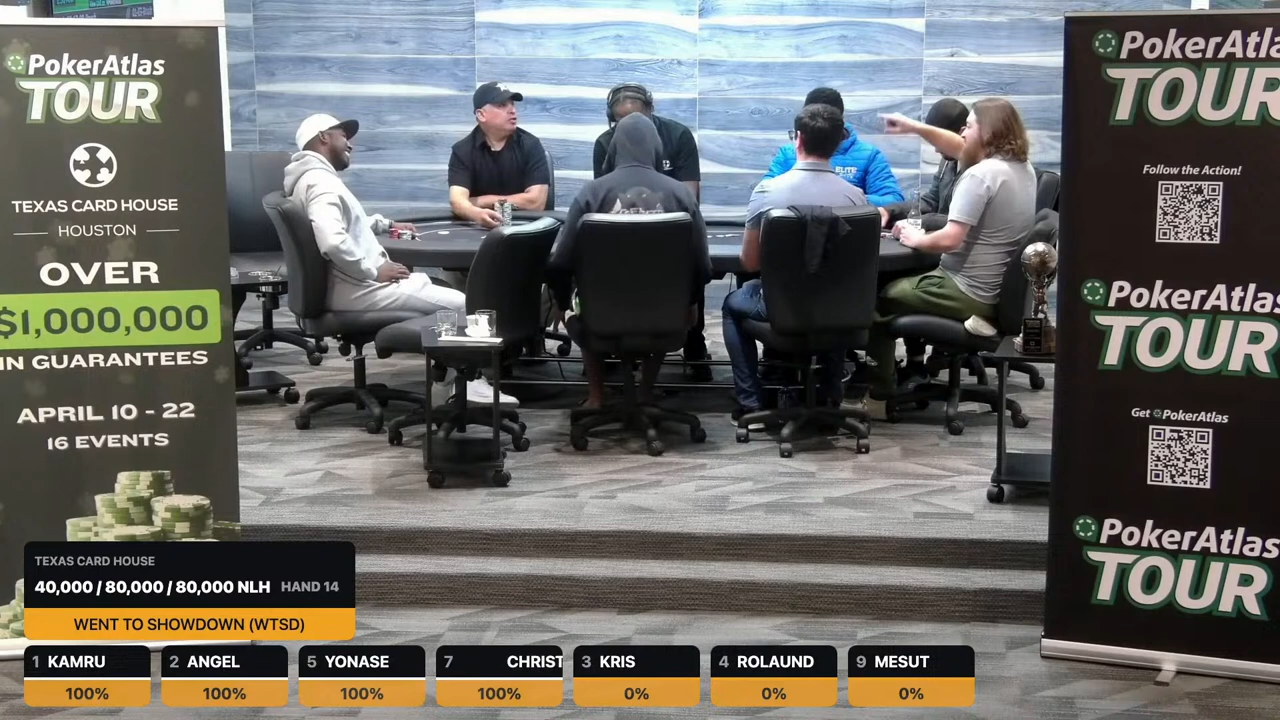 PokerAtlas
TOUR
TEXAS CARD HOUSE
HOUSTON
OVER
$1,000,000
IN GUARANTEES
APRIL 10 - 22
16 EVENTS
ELITE
PokerAtla
TOUR
Follow the Action!
PokerAtlas
TOUR
Get PokerAtlas
PokerAtlas
TOUR
TEXAS CARD HOUSE
40,000 / 80,000 / 80,000 NLH HAND 14
WENT TO SHOWDOWN (WTSD)
1 KAMRU
100%
2 ANGEL
100%
5 YONASE
100%
7 CHRIST
100%
3 KRIS
0%
4 ROLAUND
0%
9 MESUT
0%